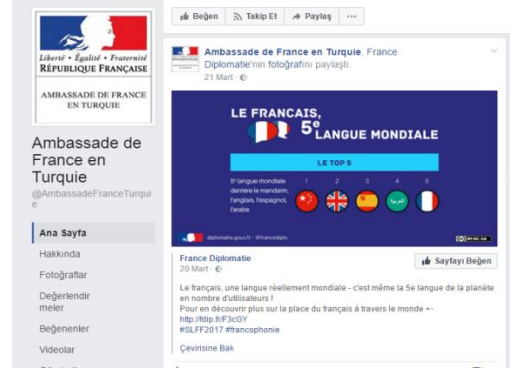 Liberté • Égalité • Fraternité
RÉPUBLIQUE FRANÇAISE
AMBASSADE DE FRANCE
EN TURQUIE
Ambassade de
France en
Turquie
@AmbassadeFranceTurqui
e
Ana Sayfa
Hakkında
Fotoğraflar
Değerlendir
meler
Beğenenler
Videolar
Beğen
Takip Et
Paylaş
Ambassade de France en Turquie, France
Diplomatie'nin fotoğrafını paylaştı.
21 Mart
LE FRANCAIS,
5e LANGUE MONDIALE
LE TOP 5
5e langue mondiale
derrière le mandarin,
l'anglais, l'espagnol,
l'arabe
1 2 3 4 5
العربية
diplomatie.gouv.fr - @francediplo
France Diplomatie
20 Mart
Sayfayı Beğen
Le français, une langue réellement mondiale - c'est même la 5e langue de la planète
en nombre d'utilisateurs !
Pour en découvrir plus sur la place du français à travers le monde
http://fdip.fr/F3cGY
#SLFF2017 #francophonie
Çevirisine Bak